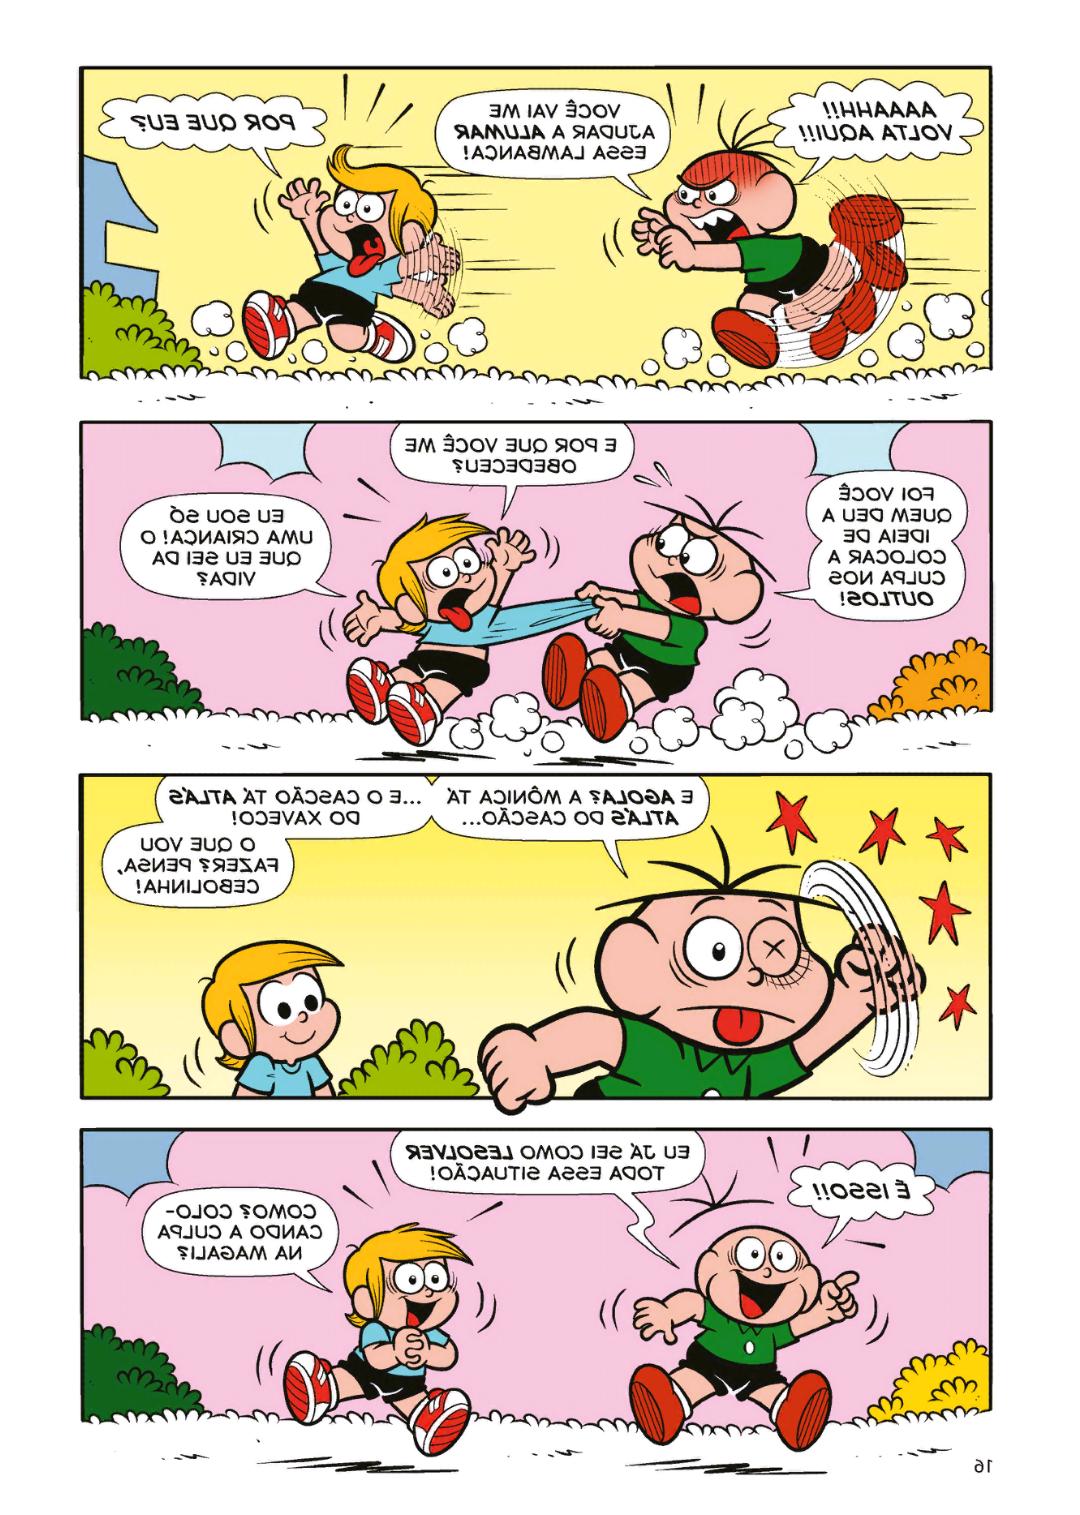 AAAAHH!!
VOLTA AQUI!!!
VOCÊ VAI ME
AJUDAR A ALUMAR
ESSA LAMBANÇA!
POR QUE EU?
FOI VOCÊ
QUEM DEU A
IDEIA DE
COLOCAR A
CULPA NOS
OUTLOS!
E POR QUE VOCÊ ME
OBEDECEU?
EU SOU SÓ
UMA CRIANÇA! O
QUE EU SEI DA
VIDA?
E AGOLA? A MÔNICA TÁ
ATLÁS DO CASCÃO...
...E O CASCÃO TÁ ATLÁS
DO XAVECO!
O QUE VOU
FAZER? PENSA,
CEBOLINHA!
É ISSO!!
EU JÁ SEI COMO LESOLVER
TODA ESSA SITUAÇÃO!
COMO? COLO-
CANDO A CULPA
NA MAGALI?
16